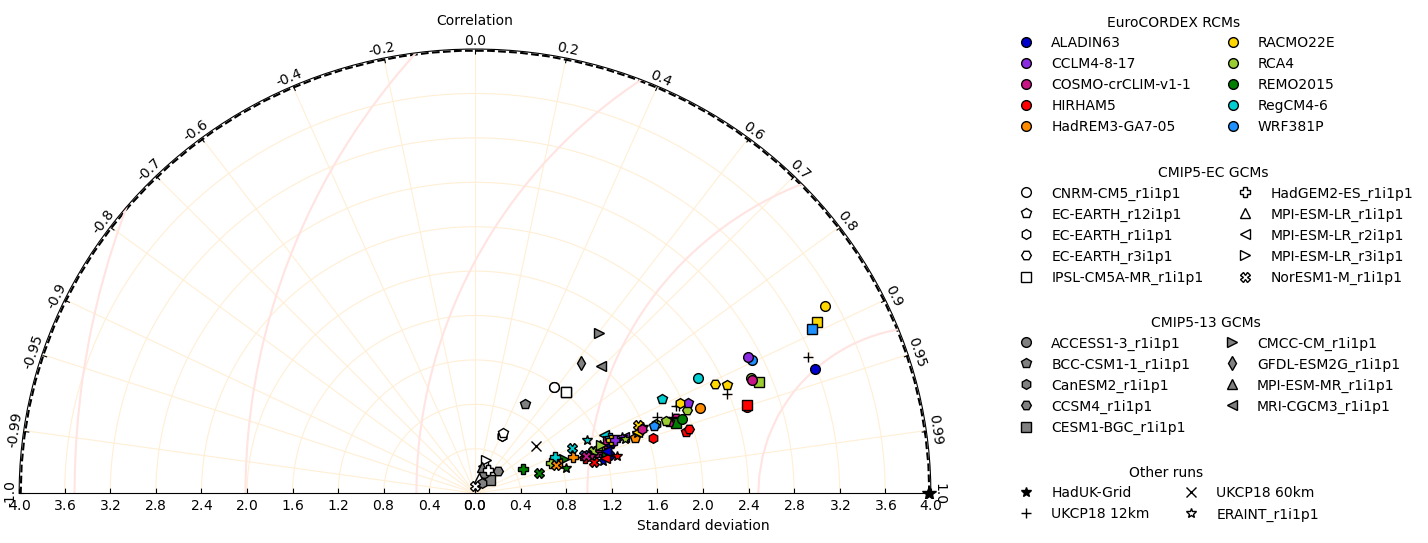 Correlation
0.0
-0.2
0.2
-0.4
0.4
-0.6
0.6
-0.7
0.7
-0.8
0.8
-0.9
0.9
-0.95
0.95
-0.99
0.99
-1.0
1.0
4.0 3.6 3.2 2.8 2.4 2.0 1.6 1.2 0.8 0.4 0.0 0.4 0.8 1.2 1.6 2.0 2.4 2.8 3.2 3.6 4.0
Standard deviation
EuroCORDEX RCMs
ALADIN63
CCLM4-8-17
COSMO-crCLIM-v1-1
HIRHAM5
HadREM3-GA7-05
RACMO22E
RCA4
REMO2015
RegCM4-6
WRF381P
CMIP5-EC GCMs
CNRM-CM5_r1i1p1
EC-EARTH_r12i1p1
EC-EARTH_r1i1p1
EC-EARTH_r3i1p1
IPSL-CM5A-MR_r1i1p1
HadGEM2-ES_r1i1p1
MPI-ESM-LR_r1i1p1
MPI-ESM-LR_r2i1p1
MPI-ESM-LR_r3i1p1
NorESM1-M_r1i1p1
CMIP5-13 GCMs
ACCESS1-3_r1i1p1
BCC-CSM1-1_r1i1p1
CanESM2_r1i1p1
CCSM4_r1i1p1
CESM1-BGC_r1i1p1
CMCC-CM_r1i1p1
GFDL-ESM2G_r1i1p1
MPI-ESM-MR_r1i1p1
MRI-CGCM3_r1i1p1
Other runs
HadUK-Grid
UKCP18 12km
UKCP18 60km
ERAINT_r1i1p1